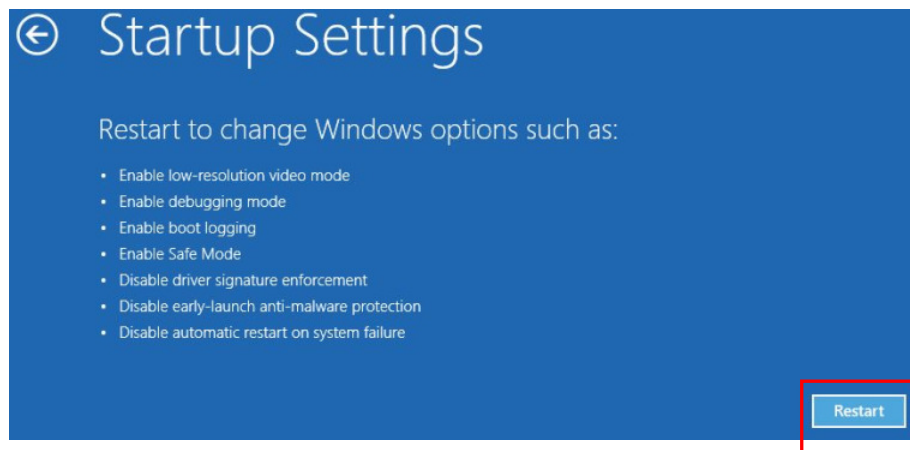 Startup Settings
Restart to change Windows options such as:
• Enable low-resolution video mode
• Enable debugging mode
• Enable boot logging
• Enable Safe Mode
• Disable driver signature enforcement
• Disable early-launch anti-malware protection
• Disable automatic restart on system failure
Restart